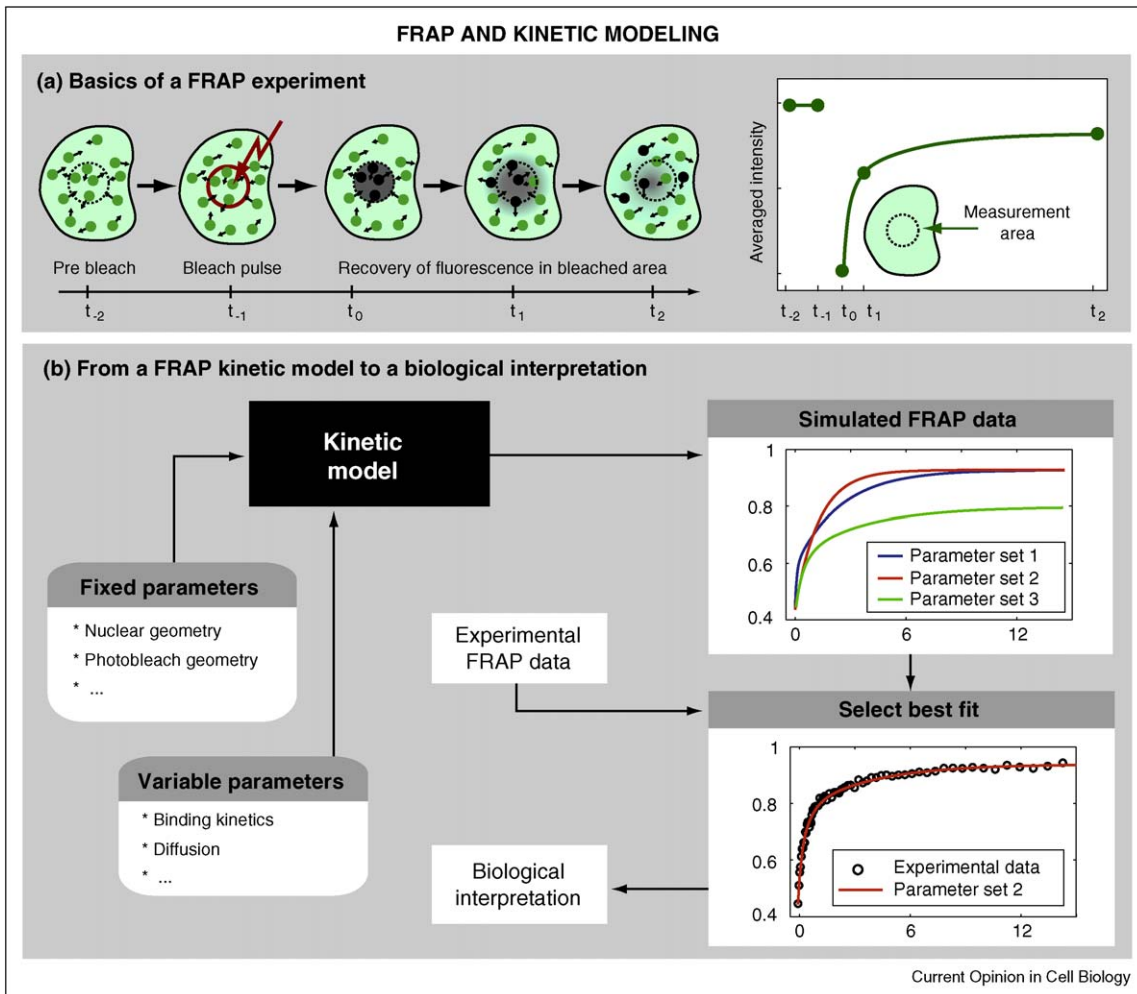 FRAP AND KINETIC MODELING
(a) Basics of a FRAP experiment
Pre bleach
Bleach pulse
Recovery of fluorescence in bleached area
t-2
t-1
t0
t1
t2
Averaged intensity
Measurement
area
t-2
t-1
t0
t1
t2
(b) From a FRAP kinetic model to a biological interpretation
Kinetic
model
Fixed parameters
* Nuclear geometry
* Photobleach geometry
* ...
Variable parameters
* Binding kinetics
* Diffusion
* ...
Simulated FRAP data
1
0.8
0.6
0.4
0
6
12
Parameter set 1
Parameter set 2
Parameter set 3
Experimental
FRAP data
Select best fit
1
0.8
0.6
0.4
0
6
12
Experimental data
Parameter set 2
Biological
interpretation
Current Opinion in Cell Biology